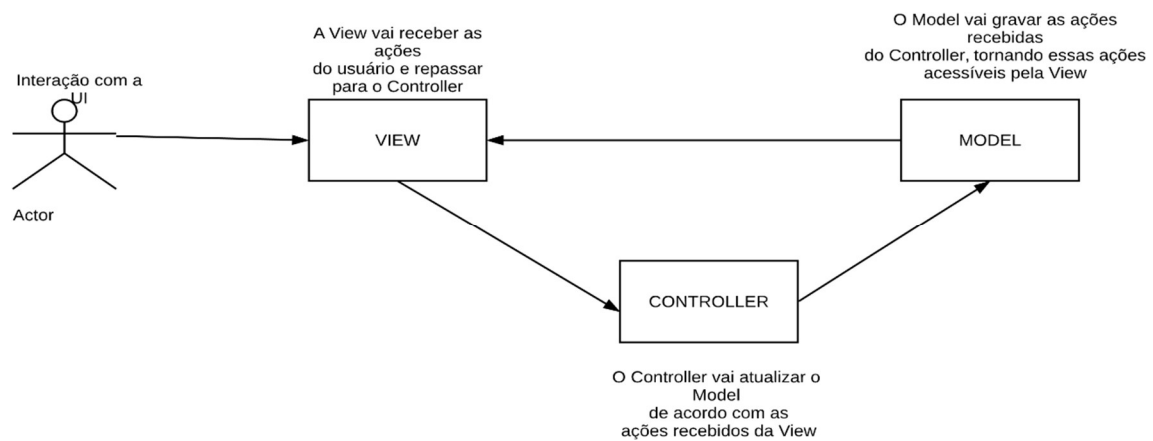 Interação com a
UI
Actor
A View vai receber as
ações
do usuário e repassar
para o Controller
VIEW
O Model vai gravar as ações
recebidas
do Controller, tornando essas ações
acessíveis pela View
MODEL
CONTROLLER
O Controller vai atualizar o
Model
de acordo com as
ações recebidos da View